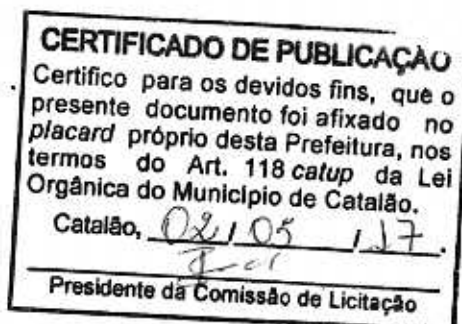 CERTIFICADO DE PUBLICAÇÃO
Certifico para os devidos fins, que o
presente documento foi afixado no
placard próprio desta Prefeitura, nos
termos do Art. 118 catup da Lei
Orgânica do Municipio de Catalão.
Catalão, 02/05/17.
Presidente da Comissão de Licitação